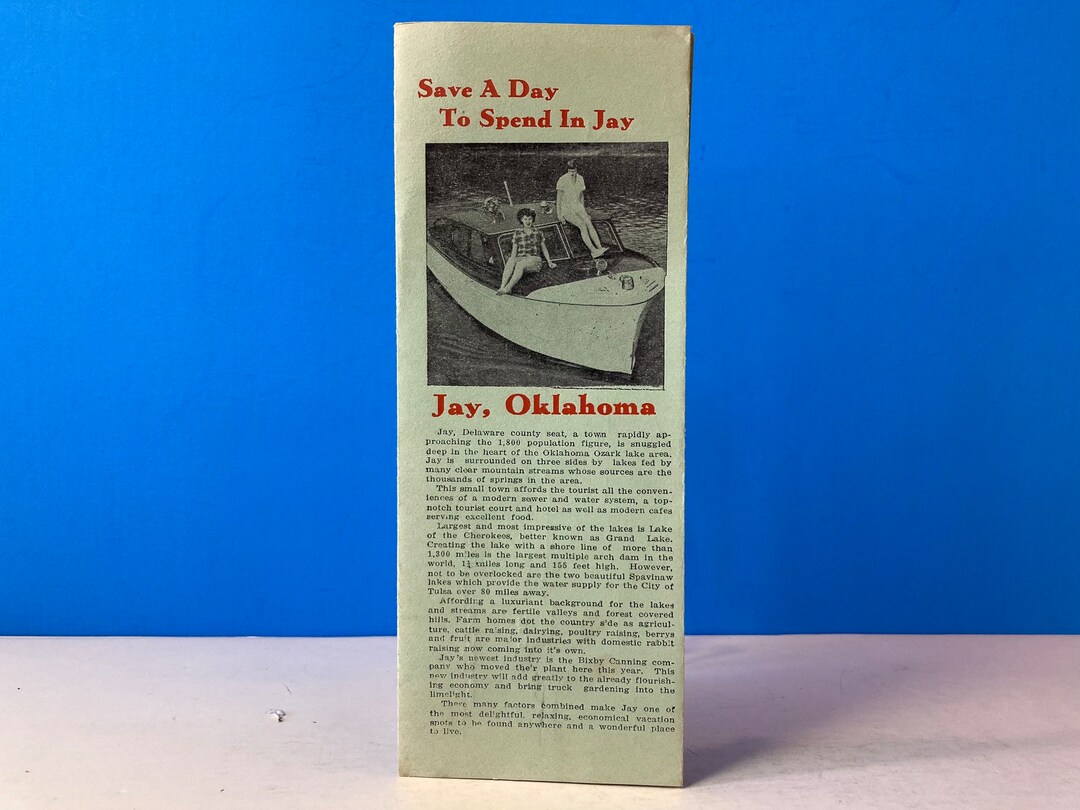 Save A Day
To Spend In Jay
Jay, Oklahoma
Jay, Delaware county seat, a town rapidly ap-
proaching the 1,800 population figure, is snuggled
deep in the heart of the Oklahoma Ozark lake area.
Jay is surrounded on three sides by lakes fed by
many clear mountain streams whose sources are the
thousands of springs in the area.
This small town affords the tourist all the conven-
iences of a modern sewer and water system, a top-
notch tourist court and hotel as well as modern cafes
serving excellent food.
Largest and most impressive of the lakes is Lake
of the Cherokees, better known as Grand Lake.
Creating the lake with a shore line of more than
1,300 miles is the largest multiple arch dam in the
world, 1¼ miles long and 155 feet high. However,
not to be overlooked are the two beautiful Spavinaw
lakes which provide the water supply for the City of
Tulsa over 80 miles away.
Affording a luxuriant background for the lakes
and streams are fertile valleys and forest covered
hills. Farm homes dot the country side as agricul-
ture, cattle raising, dairying, poultry raising, berrys
and fruit are major industries with domestic rabbit
raising now coming into it's own.
Jay's newest industry is the Bixby Canning com-
pany who moved the'r plant here this year. This
new industry will add greatly to the already flourish-
ing economy and bring truck gardening into the
limelight.
There many factors combined make Jay one of
the most delightful, relaxing, economical vacation
spots to be found anywhere and a wonderful place
to live.